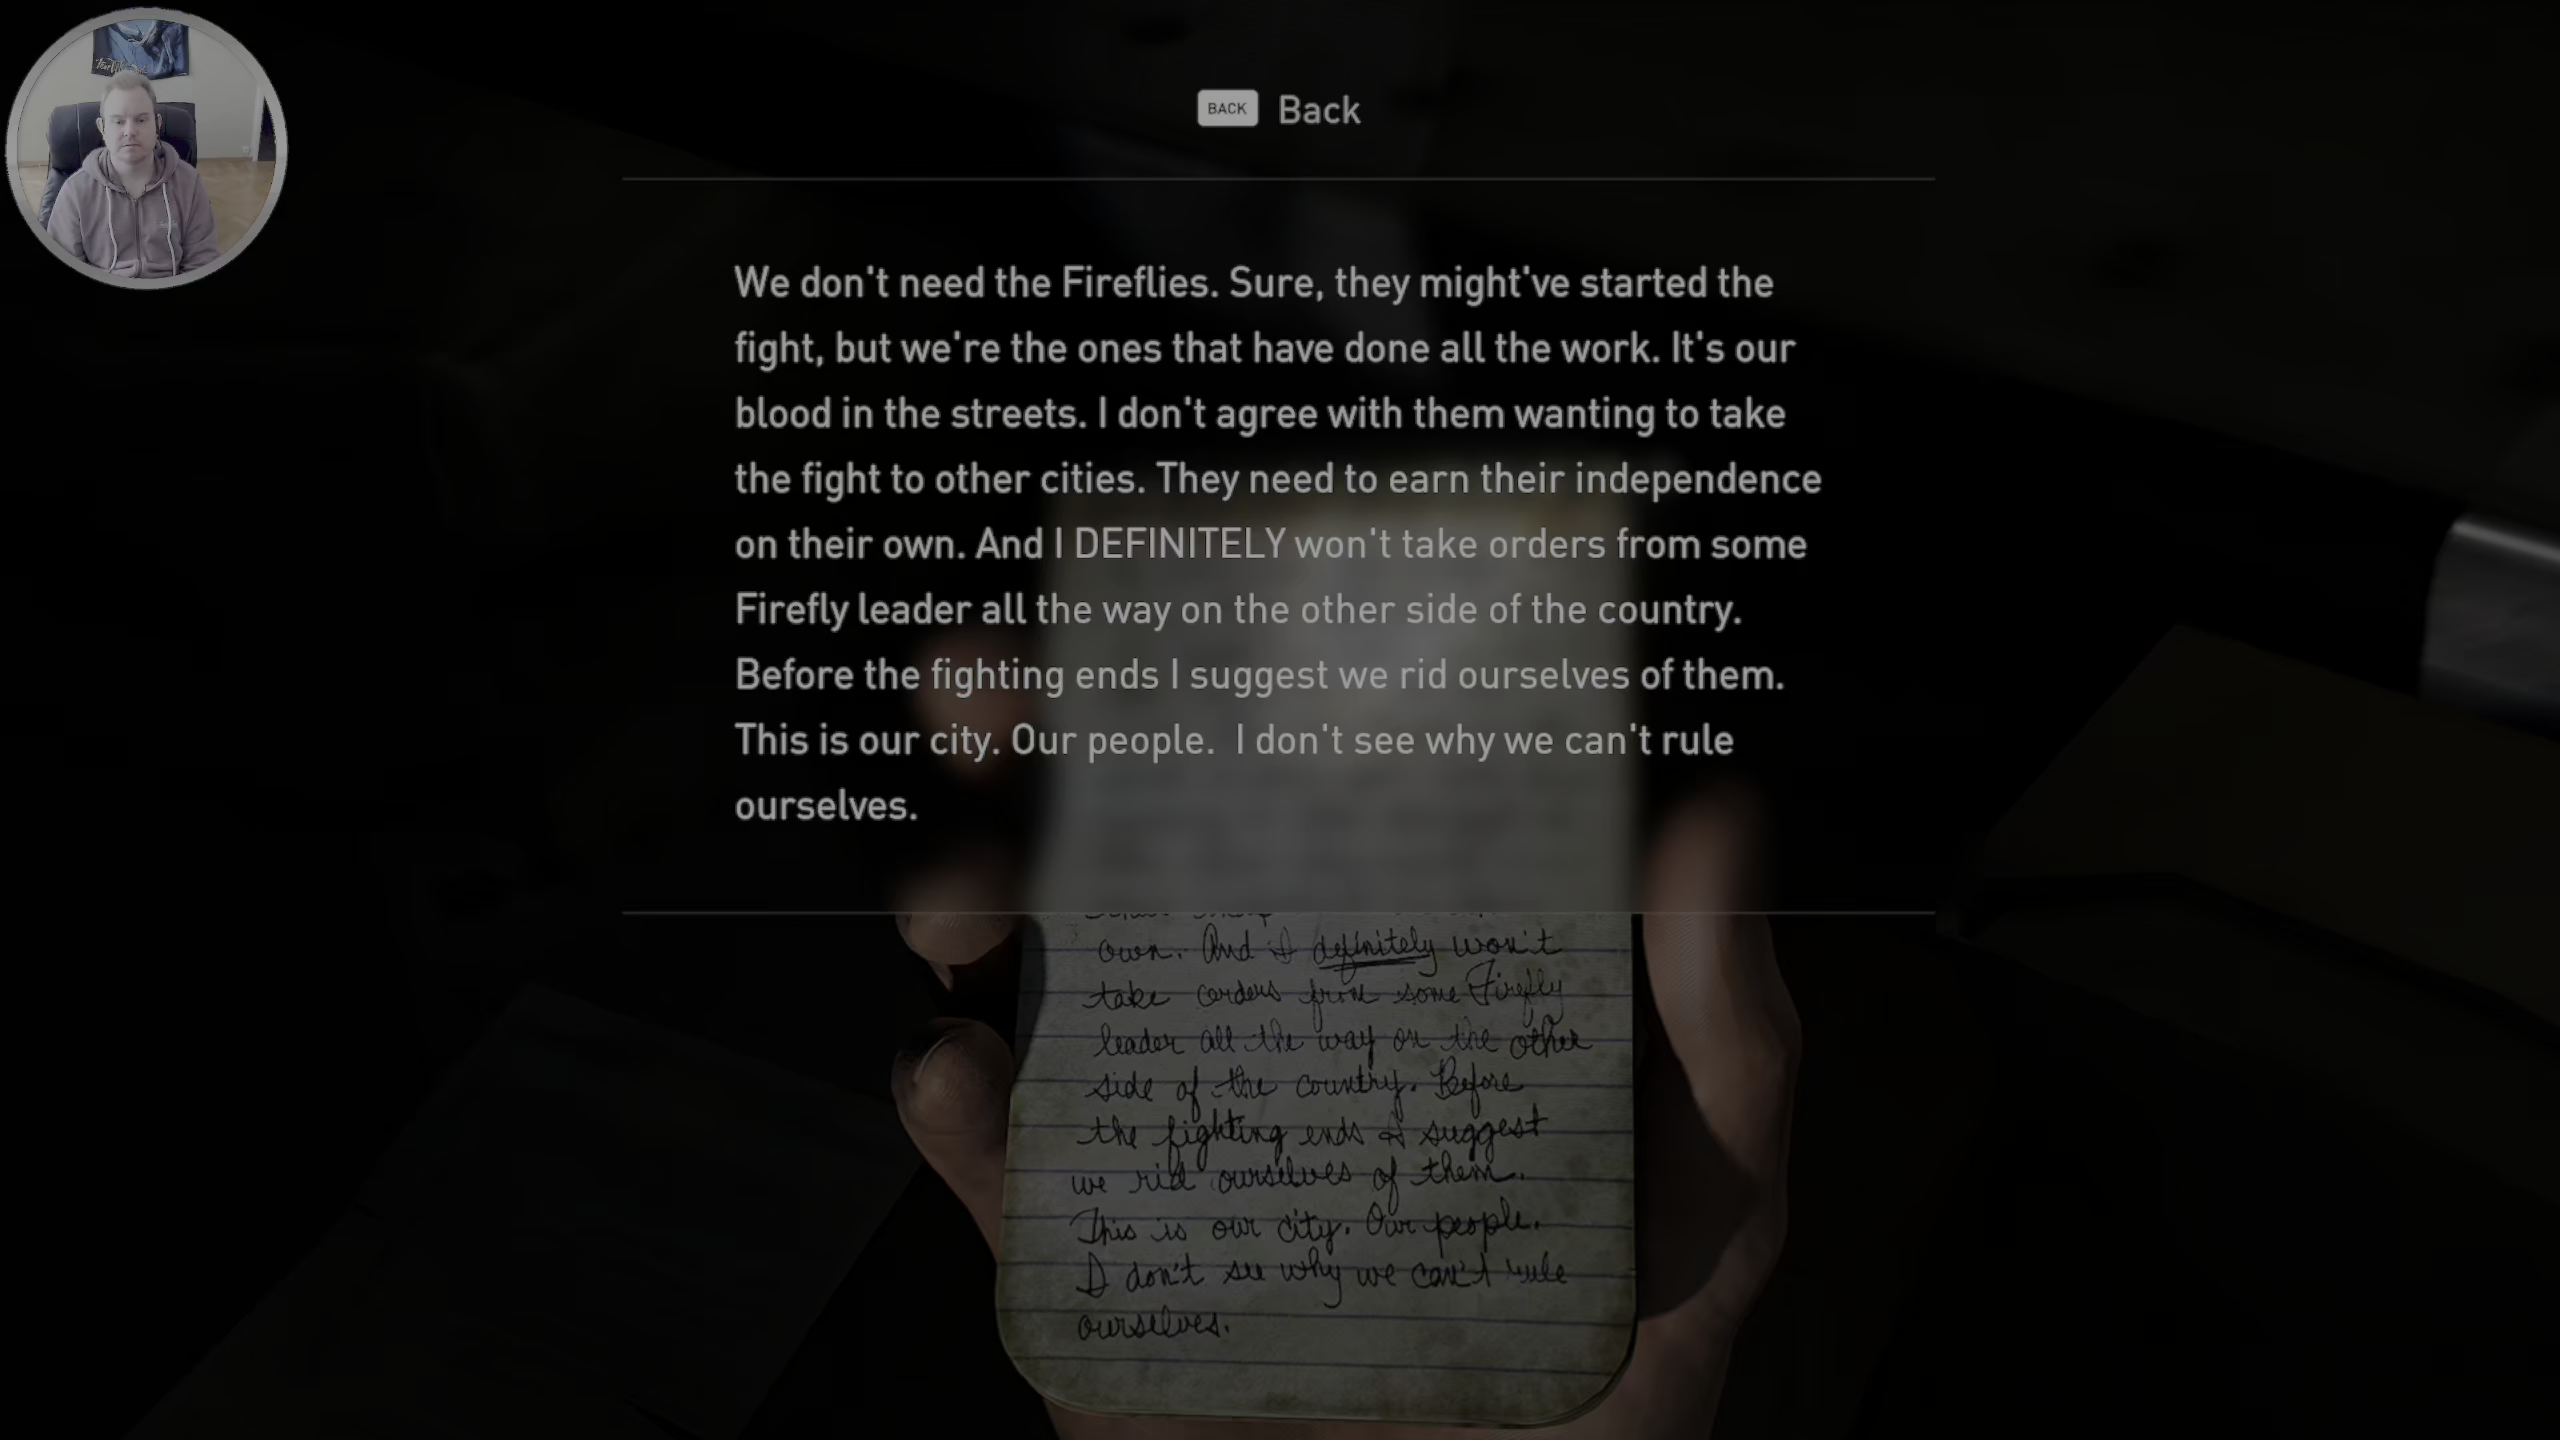 BACK Back
We don't need the Fireflies. Sure, they might've started the
fight, but we're the ones that have done all the work. It's our
blood in the streets. I don't agree with them wanting to take
the fight to other cities. They need to earn their independence
on their own. And I DEFINITELY won't take orders from some
Firefly leader all the way on the other side of the country.
Before the fighting ends I suggest we rid ourselves of them.
This is our city. Our people.  I don't see why we can't rule
ourselves.
own. And I definitely won't
take orders from some Firefly
leader all the way on the other
side of the country. Before
the fighting ends I suggest
we rid ourselves of them.
This is our city. Our people.
I don't see why we can't rule
ourselves.